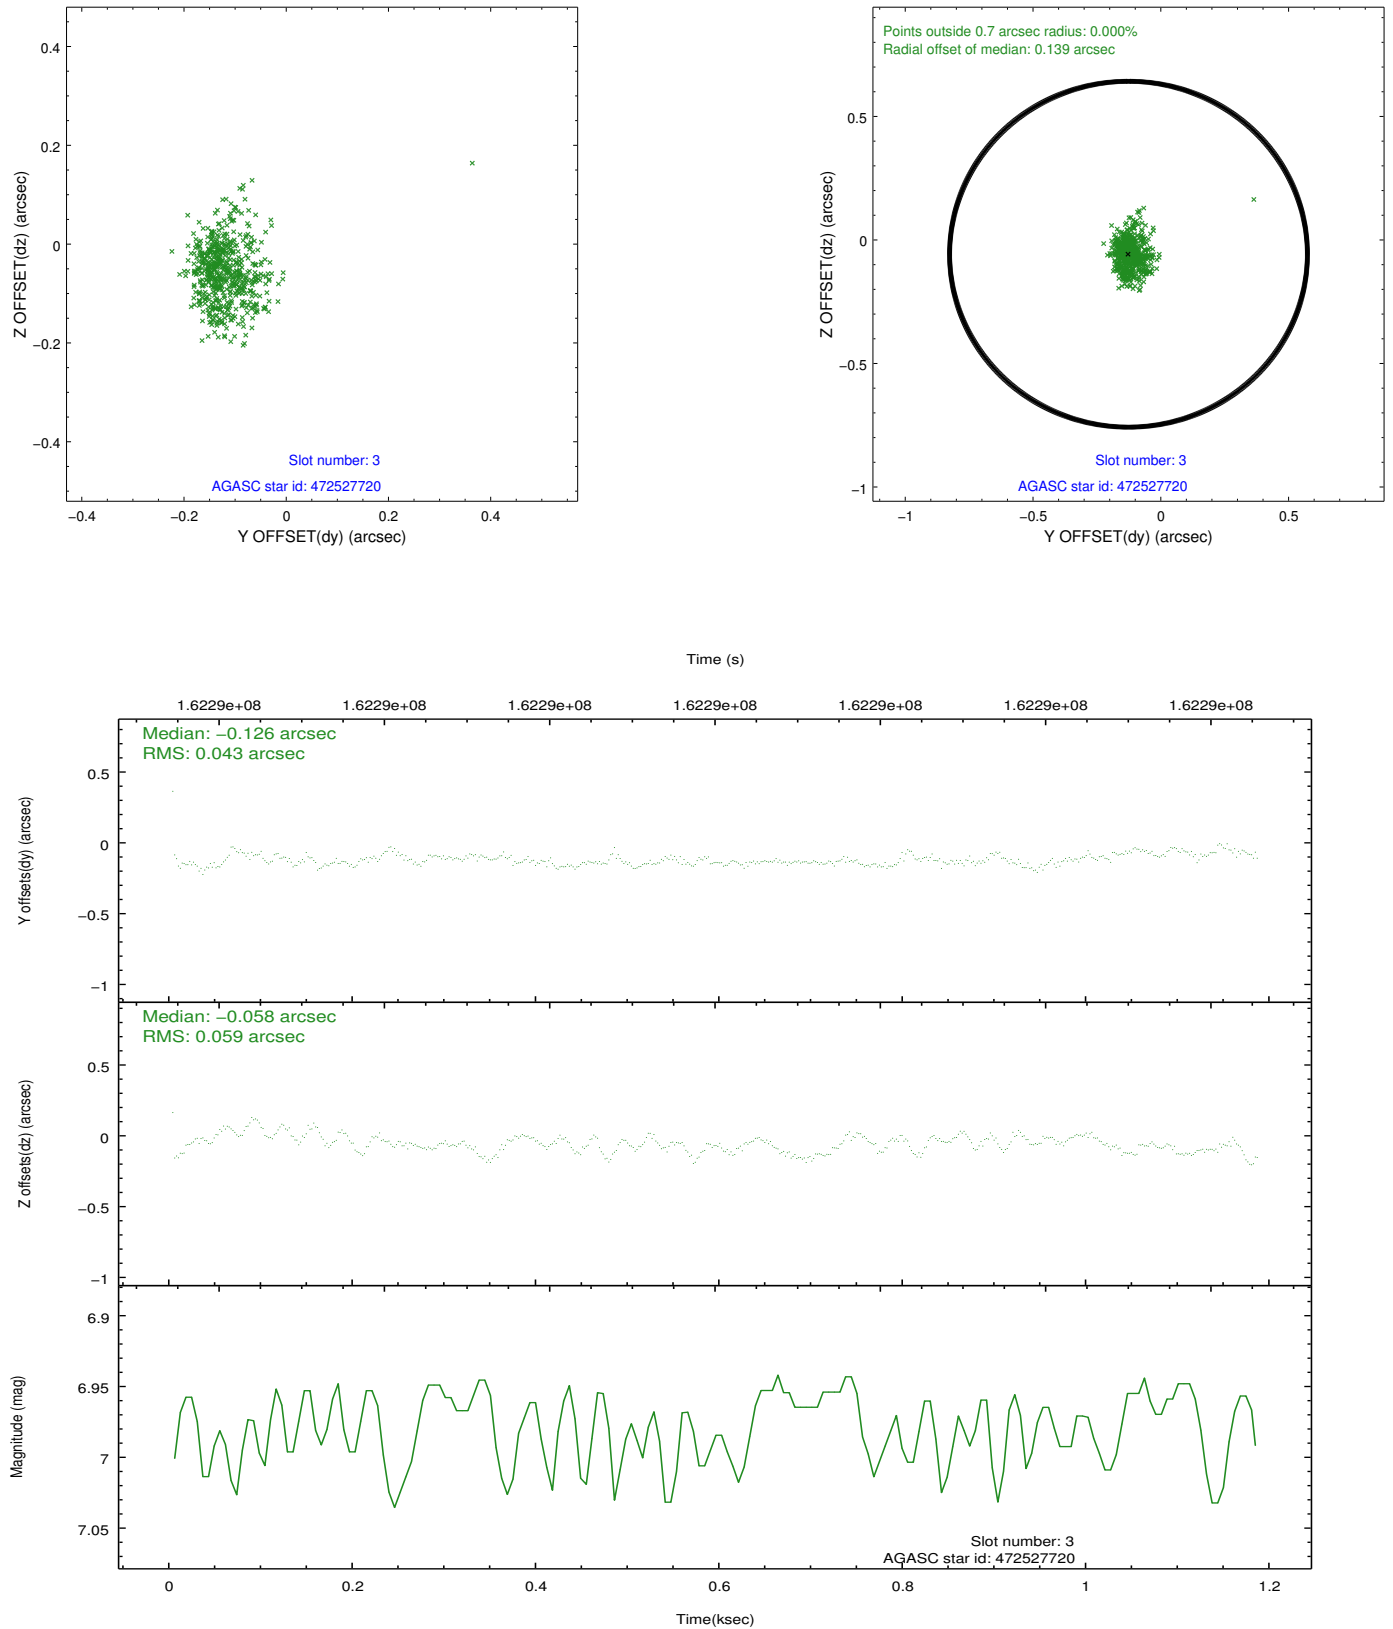 0.4
0.2
0
−0.2
−0.4
Z OFFSET(dz) (arcsec)
Slot number: 3
AGASC star id: 472527720
−0.4 −0.2 0 0.2 0.4
Y OFFSET(dy) (arcsec)
Points outside 0.7 arcsec radius: 0.000%
Radial offset of median: 0.139 arcsec
0.5
0
−0.5
−1
Z OFFSET(dz) (arcsec)
Slot number: 3
AGASC star id: 472527720
−1 −0.5 0 0.5
Y OFFSET(dy) (arcsec)
Time (s)
1.6229e+08 1.6229e+08 1.6229e+08 1.6229e+08 1.6229e+08 1.6229e+08 1.6229e+08
Median: −0.126 arcsec
RMS: 0.043 arcsec
0.5
0
−0.5
−1
Y offsets(dy) (arcsec)
Median: −0.058 arcsec
RMS: 0.059 arcsec
0.5
0
−0.5
−1
Z offsets(dz) (arcsec)
6.9
6.95
7
7.05
Magnitude (mag)
Slot number: 3
AGASC star id: 472527720
0 0.2 0.4 0.6 0.8 1 1.2
Time(ksec)